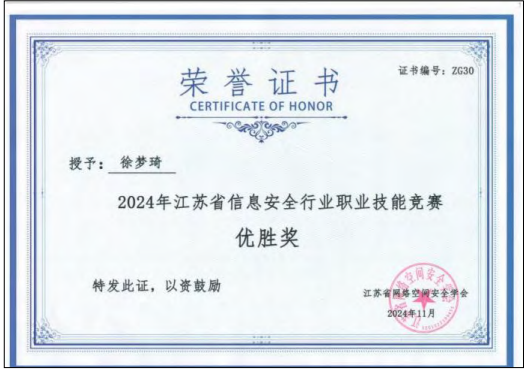 荣誉证书
CERTIFICATE OF HONOR
证书编号：ZG30
授予：徐梦琦
2024年江苏省信息安全行业职业技能竞赛
优胜奖
特发此证，以资鼓励
江苏省网络空间安全学会
2024年11月